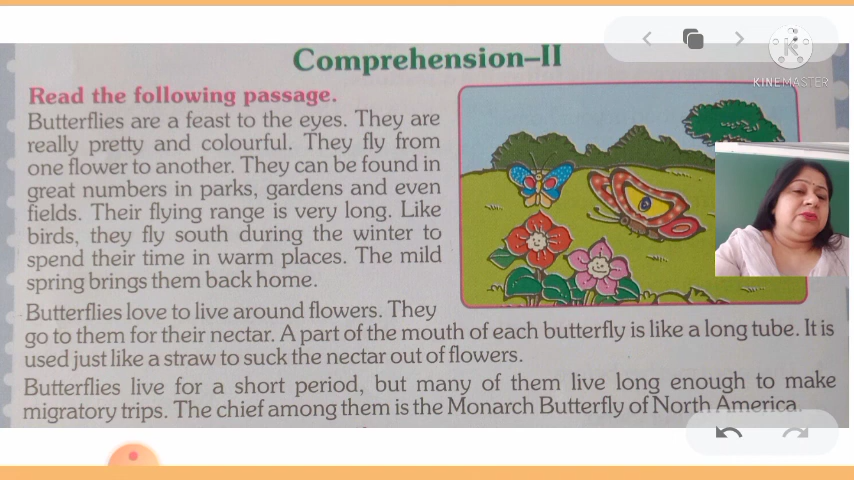 Comprehension–II
KINEMASTER
Read the following passage.
Butterflies are a feast to the eyes. They are
really pretty and colourful. They fly from
one flower to another. They can be found in
great numbers in parks, gardens and even
fields. Their flying range is very long. Like
birds, they fly south during the winter to
spend their time in warm places. The mild
spring brings them back home.
Butterflies love to live around flowers. They
go to them for their nectar. A part of the mouth of each butterfly is like a long tube. It is
used just like a straw to suck the nectar out of flowers.
Butterflies live for a short period, but many of them live long enough to make
migratory trips. The chief among them is the Monarch Butterfly of North America.